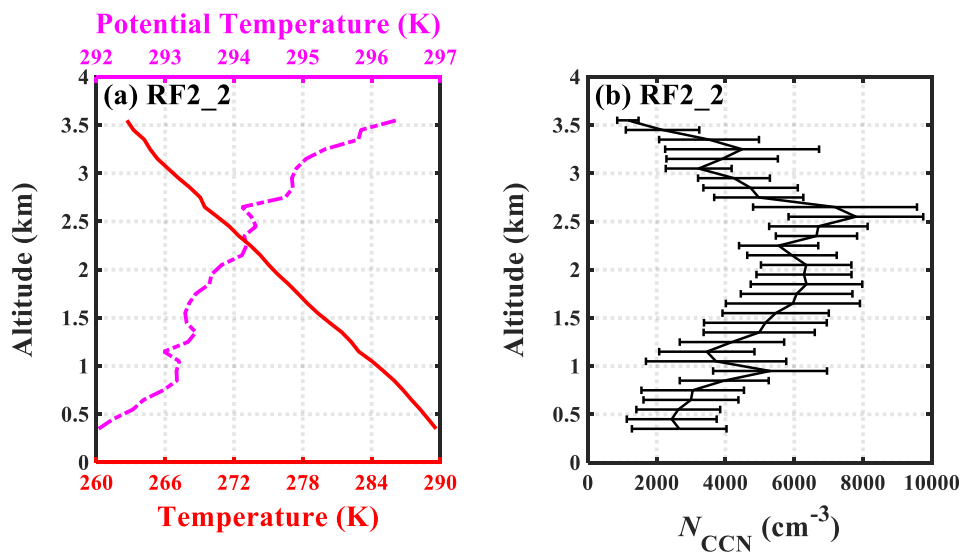 Potential Temperature (K)
292 293 294 295 296 297
(a) RF2_2
Altitude (km)
4
3.5
3
2.5
2
1.5
1
0.5
0
260 266 272 278 284 290
Temperature (K)
(b) RF2_2
Altitude (km)
4
3.5
3
2.5
2
1.5
1
0.5
0
0 2000 4000 6000 8000 10000
N_CCN (cm^-3)